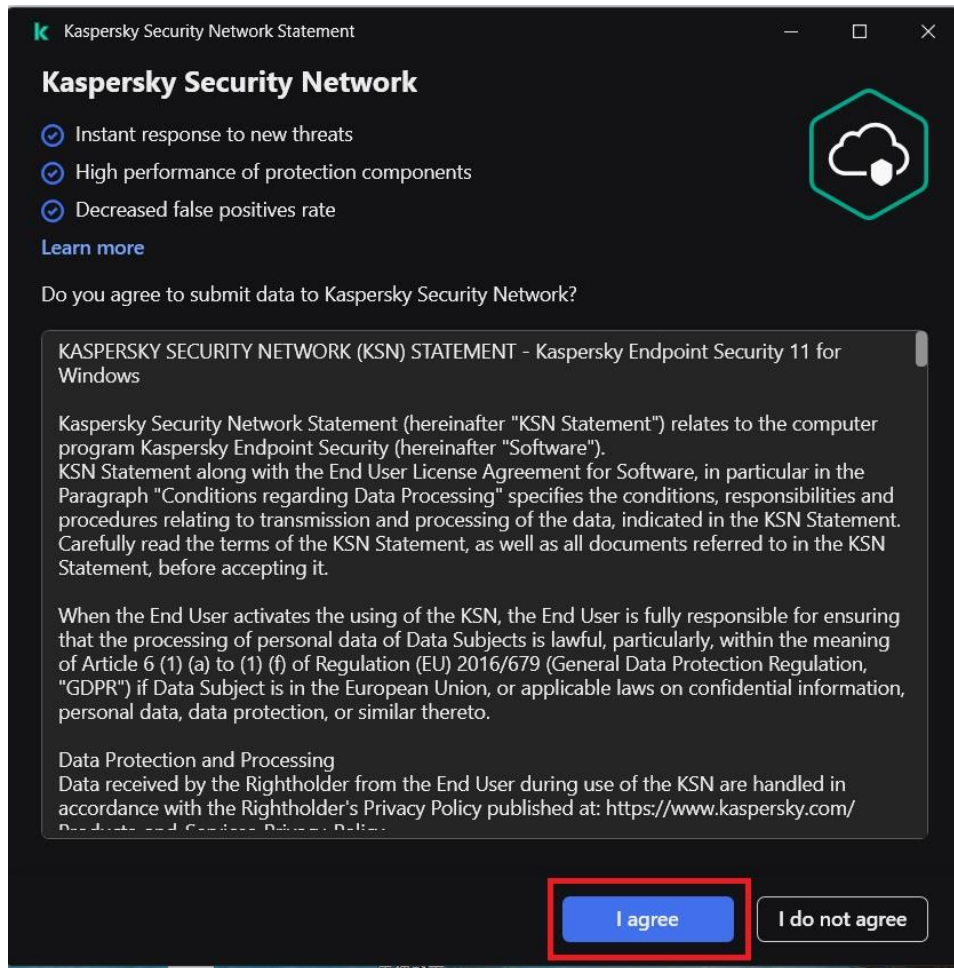 Kaspersky Security Network Statement
Kaspersky Security Network
Instant response to new threats
High performance of protection components
Decreased false positives rate
Learn more
Do you agree to submit data to Kaspersky Security Network?
KASPERSKY SECURITY NETWORK (KSN) STATEMENT - Kaspersky Endpoint Security 11 for
Windows
Kaspersky Security Network Statement (hereinafter "KSN Statement") relates to the computer
program Kaspersky Endpoint Security (hereinafter "Software").
KSN Statement along with the End User License Agreement for Software, in particular in the
Paragraph "Conditions regarding Data Processing" specifies the conditions, responsibilities and
procedures relating to transmission and processing of the data, indicated in the KSN Statement.
Carefully read the terms of the KSN Statement, as well as all documents referred to in the KSN
Statement, before accepting it.
When the End User activates the using of the KSN, the End User is fully responsible for ensuring
that the processing of personal data of Data Subjects is lawful, particularly, within the meaning
of Article 6 (1) (a) to (1) (f) of Regulation (EU) 2016/679 (General Data Protection Regulation,
"GDPR") if Data Subject is in the European Union, or applicable laws on confidential information,
personal data, data protection, or similar thereto.
Data Protection and Processing
Data received by the Rightholder from the End User during use of the KSN are handled in
accordance with the Rightholder's Privacy Policy published at: https://www.kaspersky.com/
Products-and-Services-Privacy-Policy
I agree
I do not agree